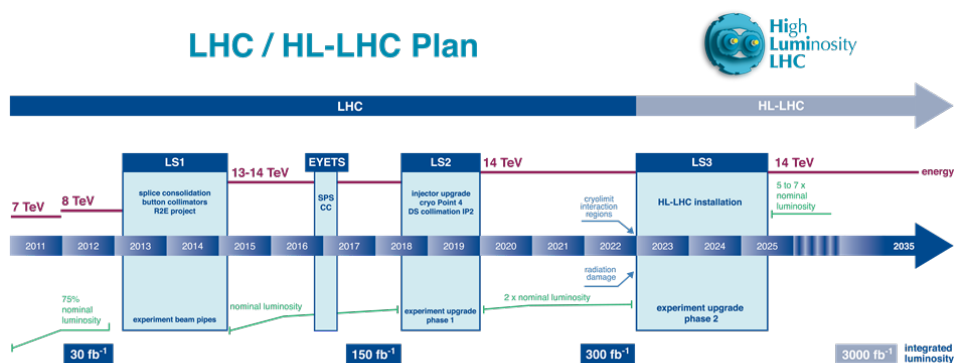 LHC / HL-LHC Plan
High
Luminosity
LHC
LHC
HL-LHC
LS1
EYETS
LS2
LS3
13-14 TeV
14 TeV
14 TeV
energy
7 TeV
8 TeV
splice consolidation
button collimators
R2E project
SPS
CC
injector upgrade
cryo Point 4
DS collimation IP2
cryolimit
interaction
regions
HL-LHC installation
5 to 7 x
nominal
luminosity
2011
2012
2013
2014
2015
2016
2017
2018
2019
2020
2021
2022
2023
2024
2025
2035
radiation
damage
75%
nominal
luminosity
experiment beam pipes
nominal luminosity
experiment upgrade
phase 1
2 x nominal luminosity
experiment upgrade
phase 2
30 fb⁻¹
150 fb⁻¹
300 fb⁻¹
3000 fb⁻¹
integrated
luminosity